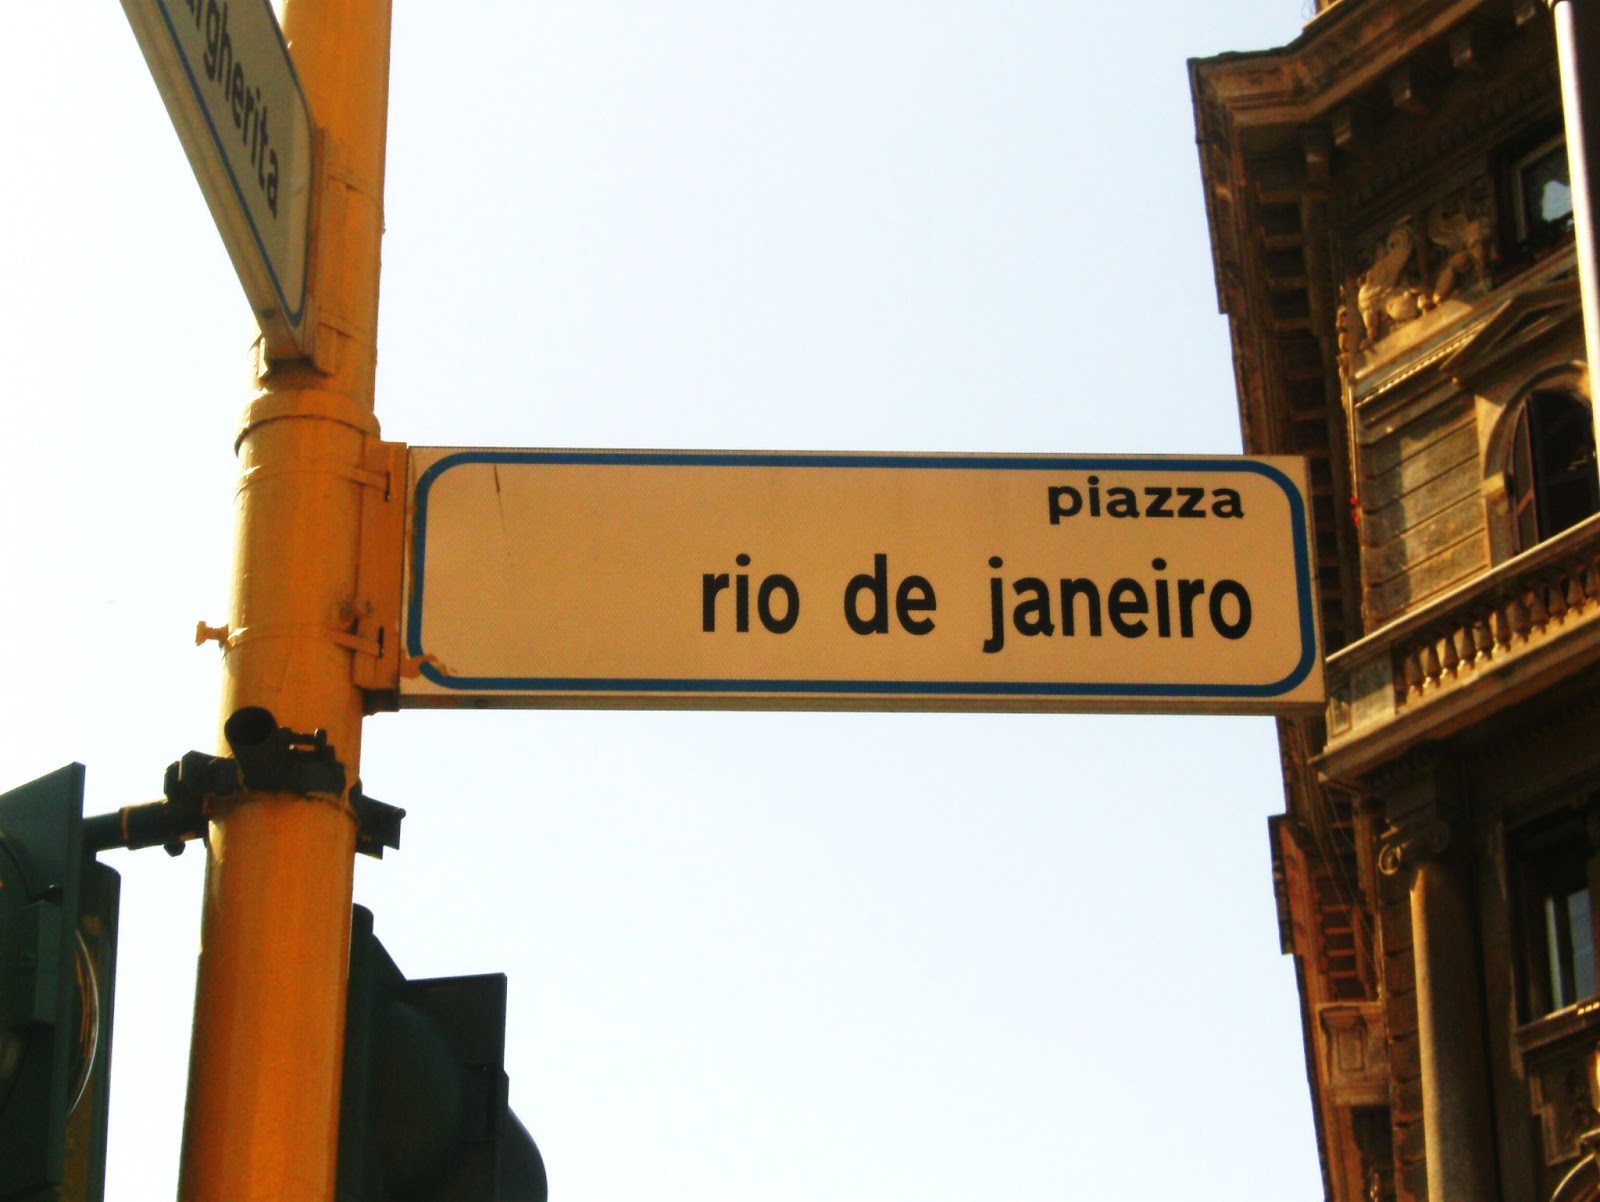 piazza
rio de janeiro